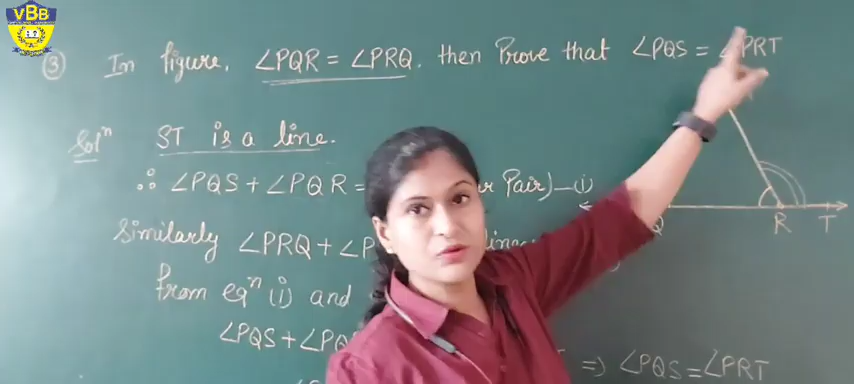 VBB
③ In figure, ∠PQR = ∠PRQ, then Prove that ∠PQS = ∠PRT
Solⁿ ST is a line.
∴ ∠PQS + ∠PQR = Pair) — (i)
Similarly ∠PRQ + ∠P
from eqⁿ (i) and
∠PQS + ∠PQ
⇒ ∠PQS = ∠PRT
Q R T